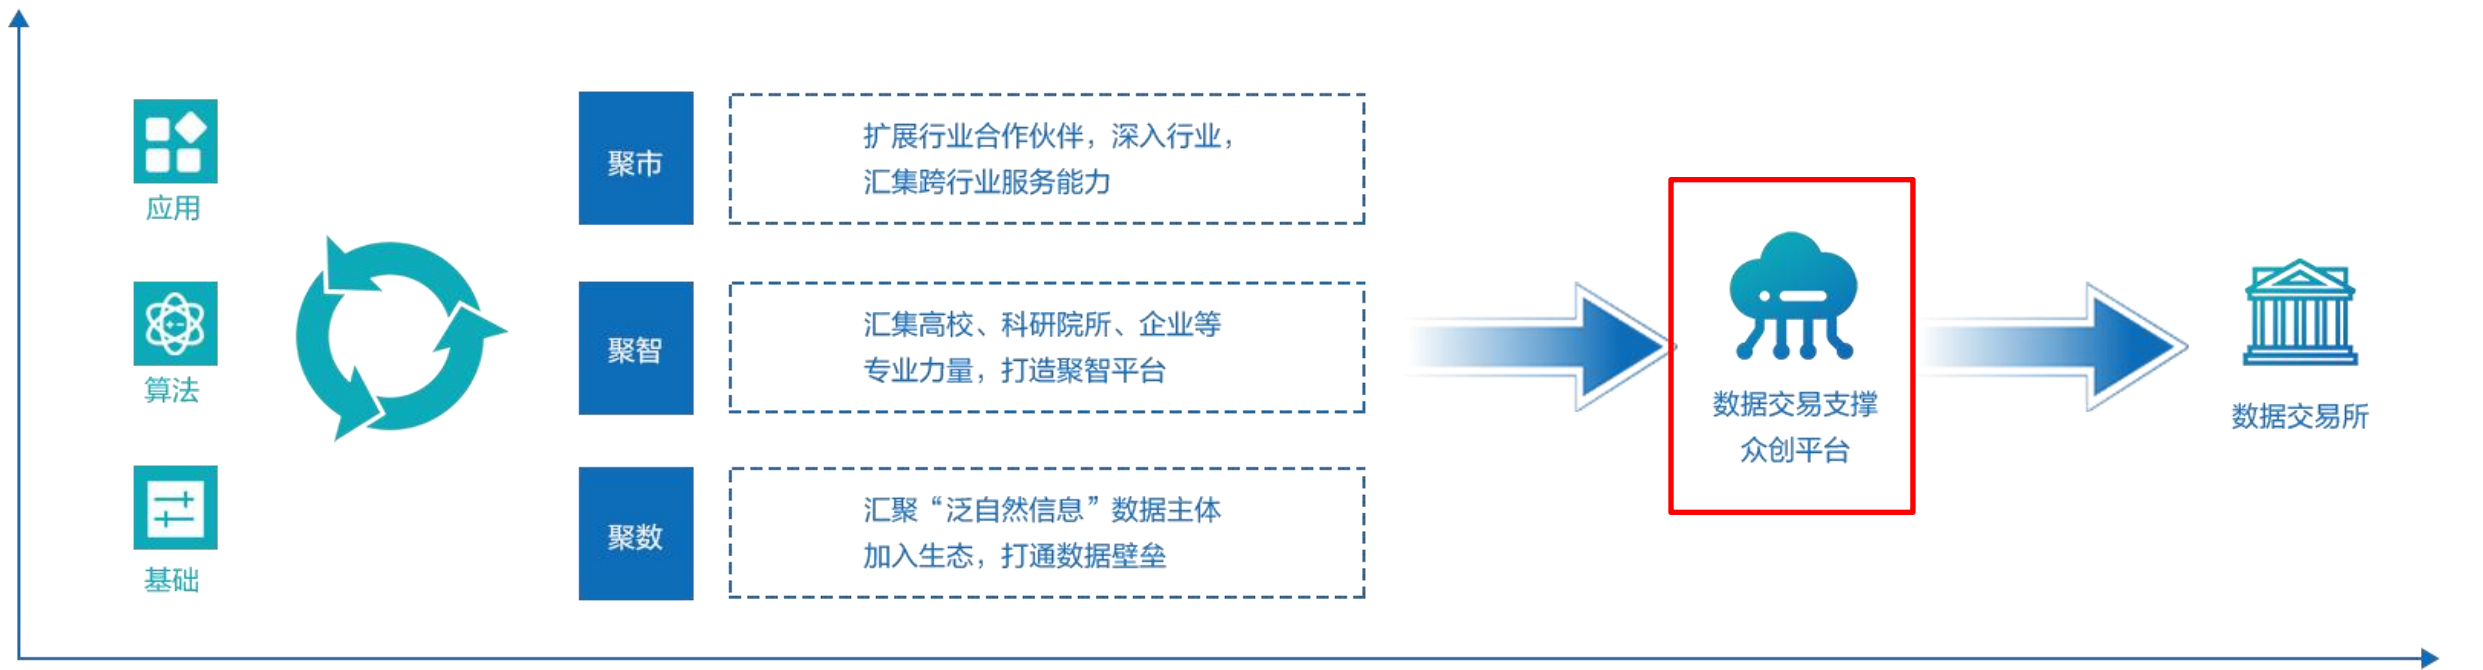 应用
算法
基础
聚市
扩展行业合作伙伴，深入行业，
汇集跨行业服务能力
聚智
汇集高校、科研院所、企业等
专业力量，打造聚智平台
聚数
汇聚“泛自然信息”数据主体
加入生态，打通数据壁垒
数据交易支撑
众创平台
数据交易所